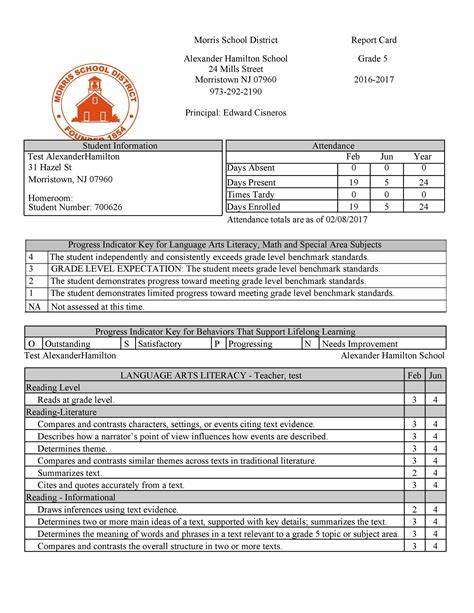 Morris School District Report Card
Alexander Hamilton School Grade 5
24 Mills Street
Morristown NJ 07960 2016-2017
973-292-2190
Principal: Edward Cisneros
MORRIS SCHOOL DISTRICT
FOUNDED 1854
Student Information
Test AlexanderHamilton
31 Hazel St
Morristown, NJ 07960
Homeroom:
Student Number: 700626
Attendance
Feb Jun Year
Days Absent 0 0 0
Days Present 19 5 24
Times Tardy 0 0 0
Days Enrolled 19 5 24
Attendance totals are as of 02/08/2017
Progress Indicator Key for Language Arts Literacy, Math and Special Area Subjects
4 The student independently and consistently exceeds grade level benchmark standards.
3 GRADE LEVEL EXPECTATION: The student meets grade level benchmark standards.
2 The student demonstrates progress toward meeting grade level benchmark standards.
1 The student demonstrates limited progress toward meeting grade level benchmark standards.
NA Not assessed at this time.
Progress Indicator Key for Behaviors That Support Lifelong Learning
O Outstanding S Satisfactory P Progressing N Needs Improvement
Test AlexanderHamilton Alexander Hamilton School
LANGUAGE ARTS LITERACY - Teacher, test Feb Jun
Reading Level
Reads at grade level. 3 4
Reading-Literature
Compares and contrasts characters, settings, or events citing text evidence. 3 4
Describes how a narrator's point of view influences how events are described. 3 4
Determines theme. 3 4
Compares and contrasts similar themes across texts in traditional literature. 3 4
Summarizes text. 2 4
Cites and quotes accurately from a text. 3 4
Reading - Informational
Draws inferences using text evidence. 2 4
Determines two or more main ideas of a text, supported with key details; summarizes the text. 3 4
Determines the meaning of words and phrases in a text relevant to a grade 5 topic or subject area. 3 4
Compares and contrasts the overall structure in two or more texts. 3 4